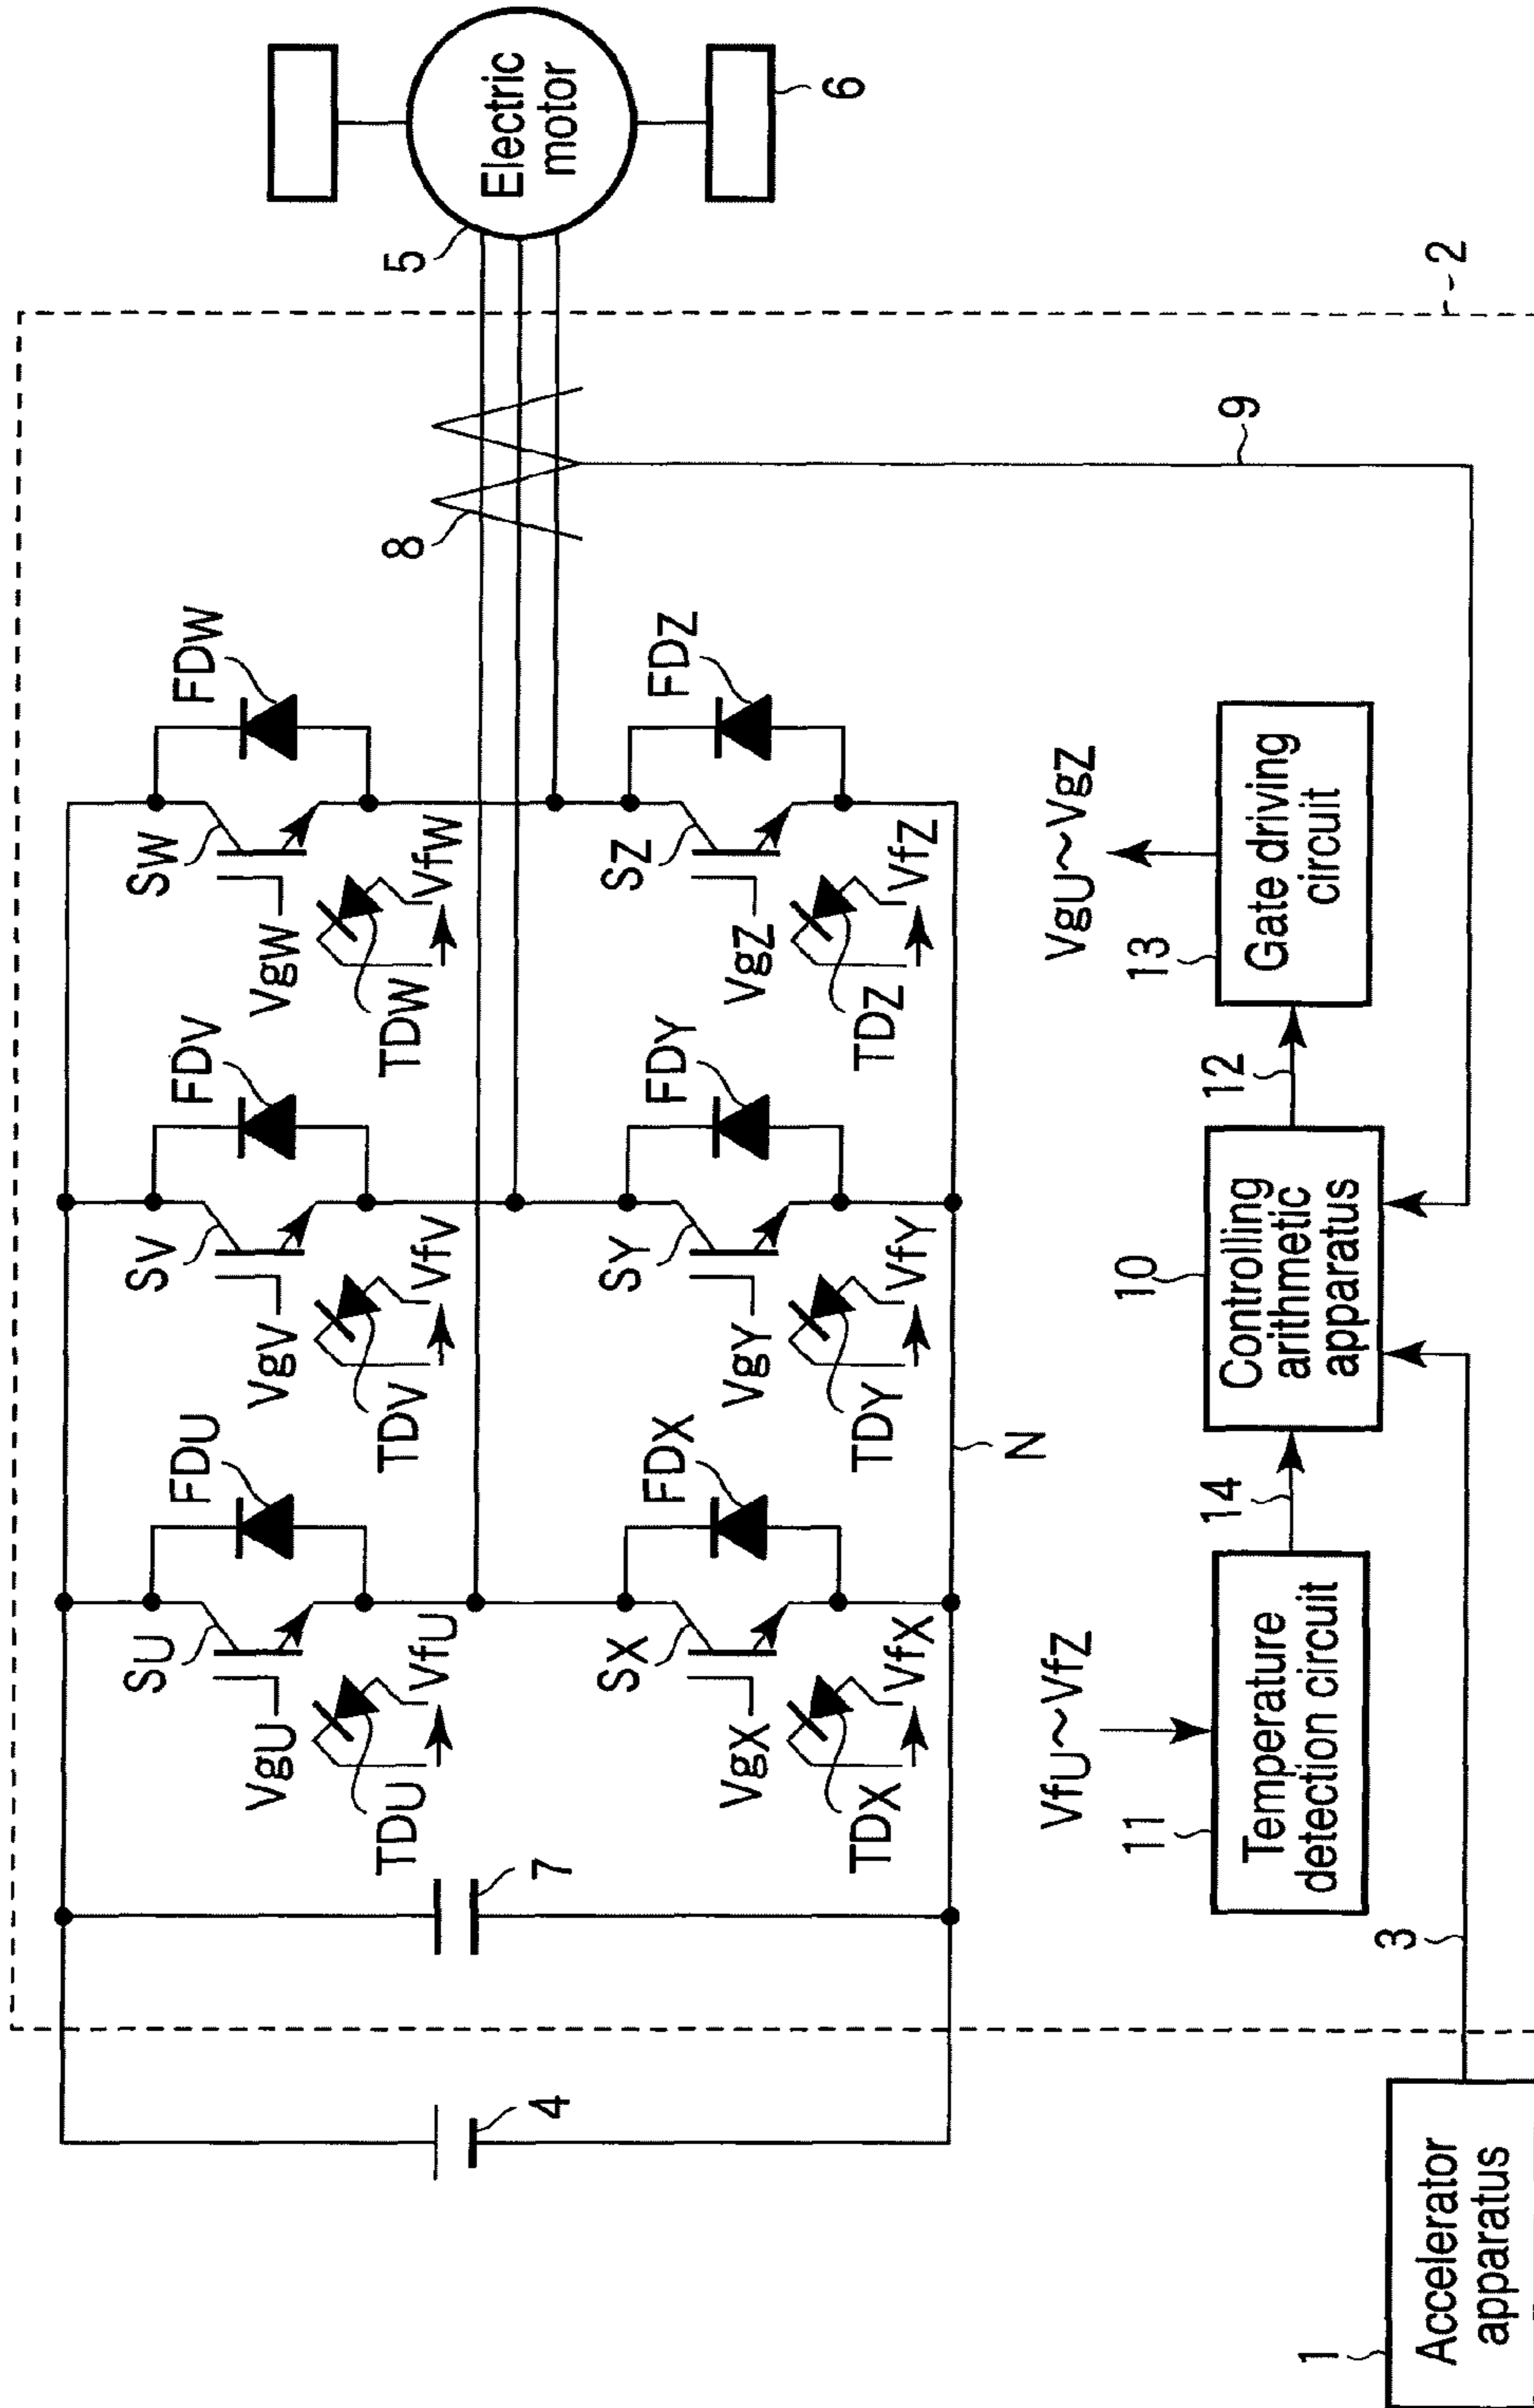 FDU
FDV
FDW
SU
SV
SW
VgU
VgV
VgW
TDU
VfU
TDV
VfV
TDW
VfW
8
5
Electric
motor
6
4
7
FDX
FDY
FDZ
SX
SY
SZ
VgX
VgY
VgZ
TDX
VfX
TDY
VfY
TDZ
VfZ
N
VfU~VfZ
VgU~VgZ
11
Temperature
detection circuit
14
10
Controlling
arithmetic
apparatus
12
13
Gate driving
circuit
9
2
3
1
Accelerator
apparatus